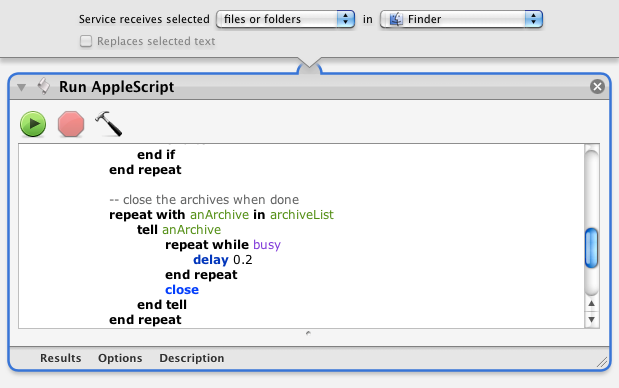 Service receives selected files or folders in Finder
Replaces selected text
Run AppleScript
end if
end repeat
-- close the archives when done
repeat with anArchive in archiveList
tell anArchive
repeat while busy
delay 0.2
end repeat
close
end tell
end repeat
Results Options Description